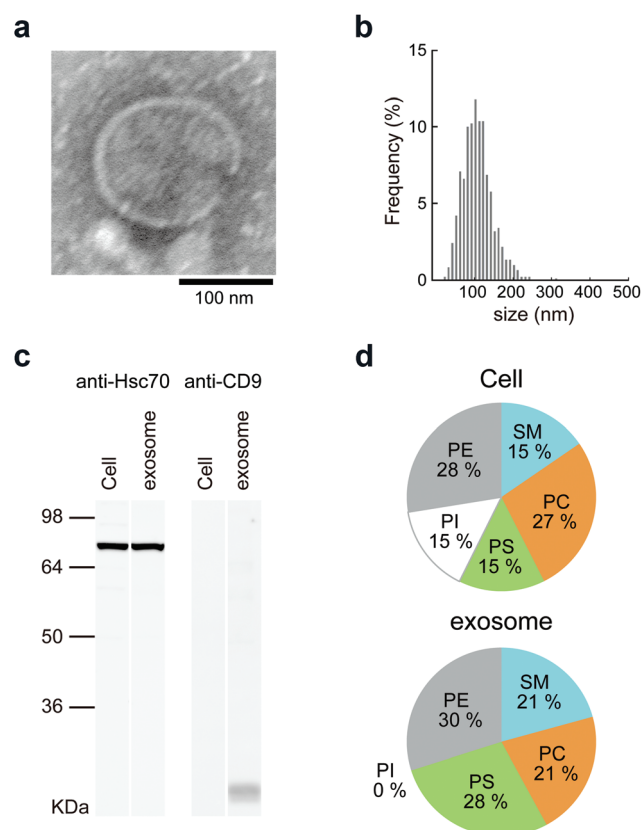 a
100 nm
b
Frequency (%)
15
10
5
0
100 200 300 400 500
size (nm)
c
anti-Hsc70 anti-CD9
Cell exosome Cell exosome
98
64
50
36
KDa
d
Cell
SM
15 %
PC
27 %
PS
15 %
PI
15 %
PE
28 %
exosome
SM
21 %
PC
21 %
PS
28 %
PI
0 %
PE
30 %